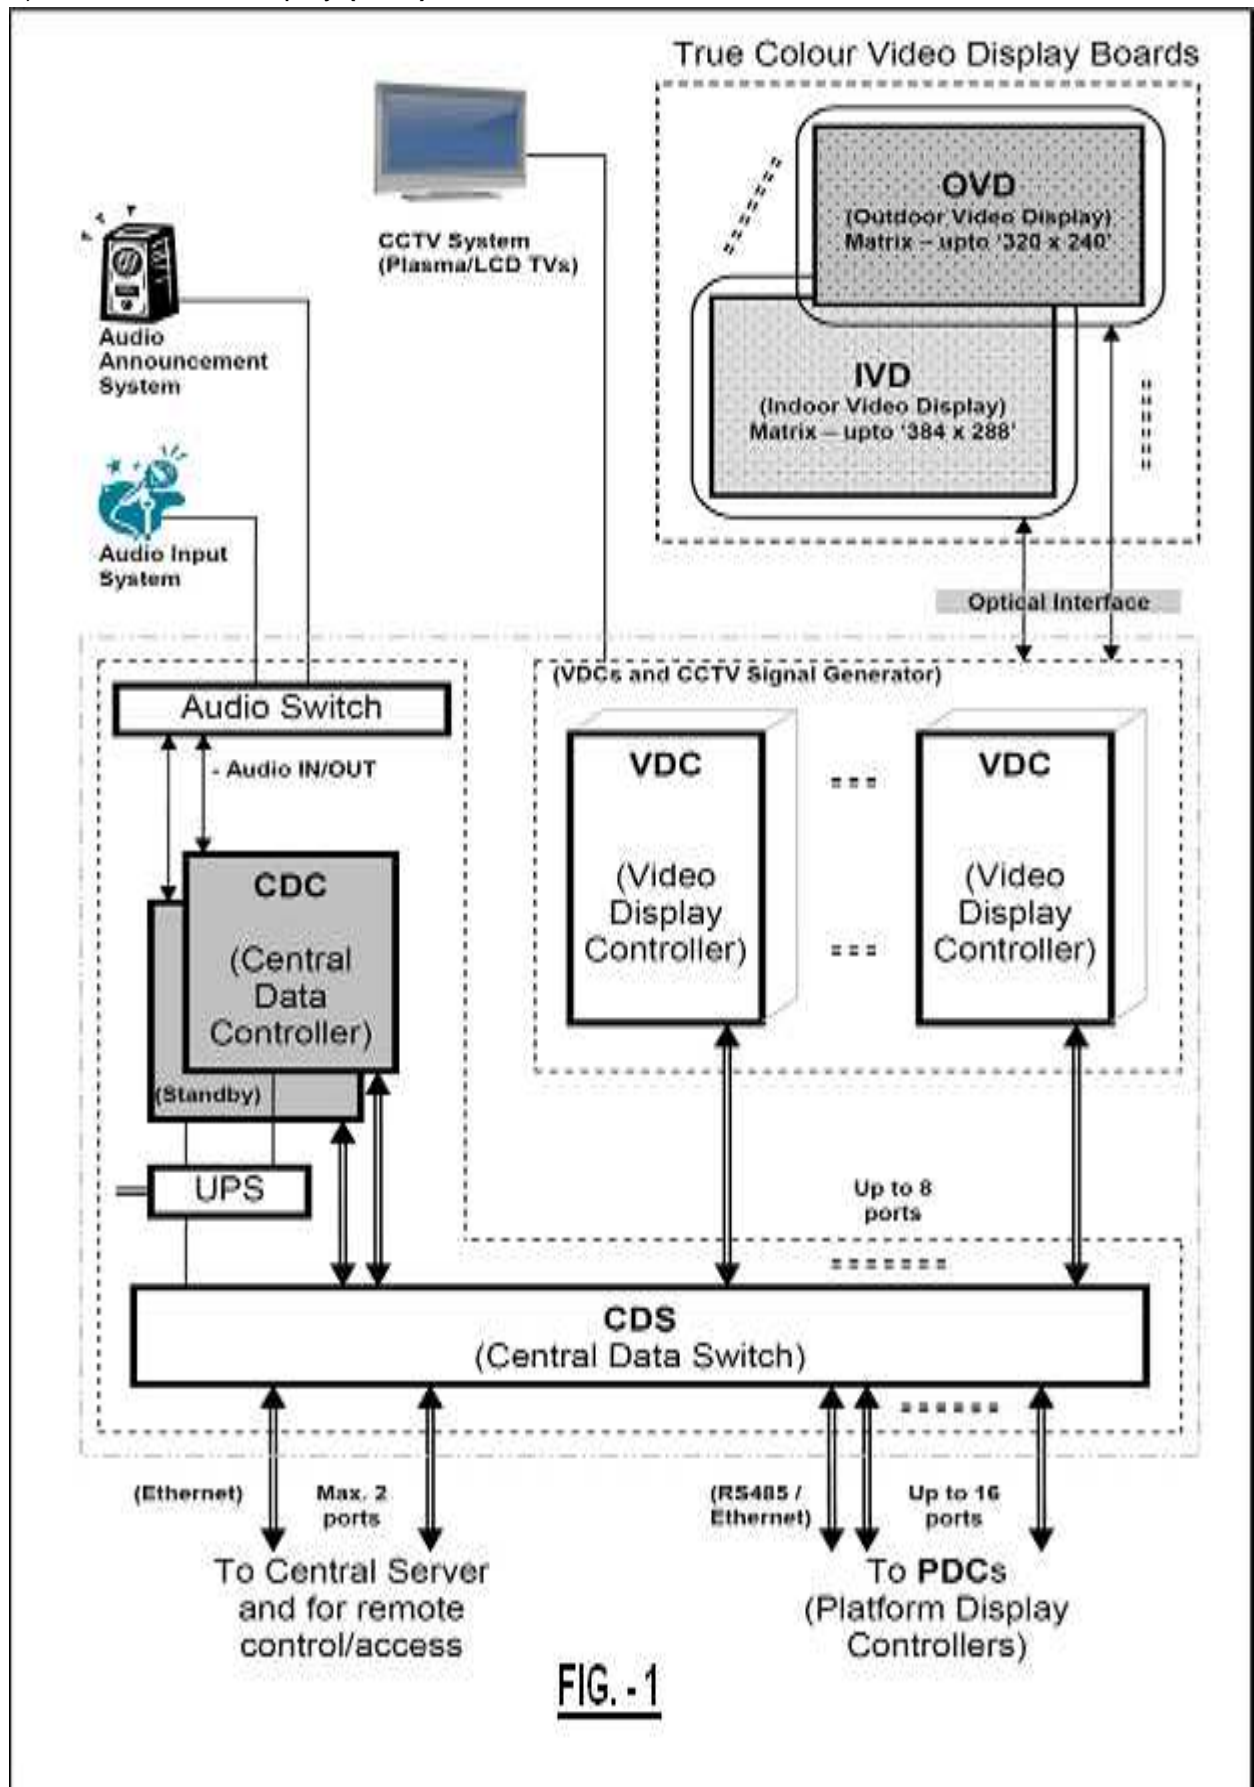 True Colour Video Display Boards
OVD
(Outdoor Video Display)
Matrix – upto '320 x 240'
CCTV System
(Plasma/LCD TVs)
Audio
Announcement
System
IVD
(Indoor Video Display)
Matrix – upto '384 x 288'
Audio Input
System
Optical Interface
(VDCs and CCTV Signal Generator)
Audio Switch
- Audio IN/OUT
VDC
(Video
Display
Controller)
VDC
(Video
Display
Controller)
CDC
(Central
Data
Controller)
(Standby)
UPS
Up to 8
ports
CDS
(Central Data Switch)
(Ethernet)
Max. 2
ports
(RS485 /
Ethernet)
Up to 16
ports
To Central Server
and for remote
control/access
To PDCs
(Platform Display
Controllers)
FIG. - 1